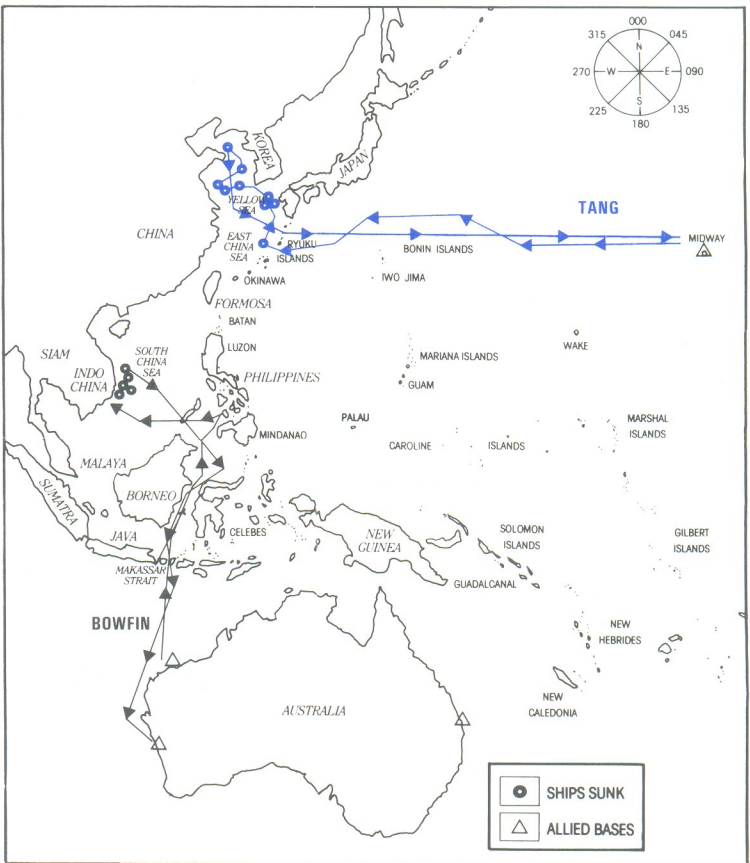 000
315
045
N
270
W
E
090
S
225
135
180
KOREA
JAPAN
TANG
YELLOW
SEA
CHINA
EAST
CHINA
SEA
RYUKU
ISLANDS
BONIN ISLANDS
MIDWAY
OKINAWA
IWO JIMA
FORMOSA
BATAN
LUZON
WAKE
SIAM
SOUTH
CHINA
SEA
MARIANA ISLANDS
INDO
CHINA
PHILIPPINES
GUAM
PALAU
MARSHAL
ISLANDS
MINDANAO
CAROLINE
ISLANDS
MALAYA
BORNEO
SUMATRA
CELEBES
JAVA
NEW
GUINEA
SOLOMON
ISLANDS
GILBERT
ISLANDS
MAKASSAR
STRAIT
GUADALCANAL
BOWFIN
NEW
HEBRIDES
AUSTRALIA
NEW
CALEDONIA
SHIPS SUNK
ALLIED BASES